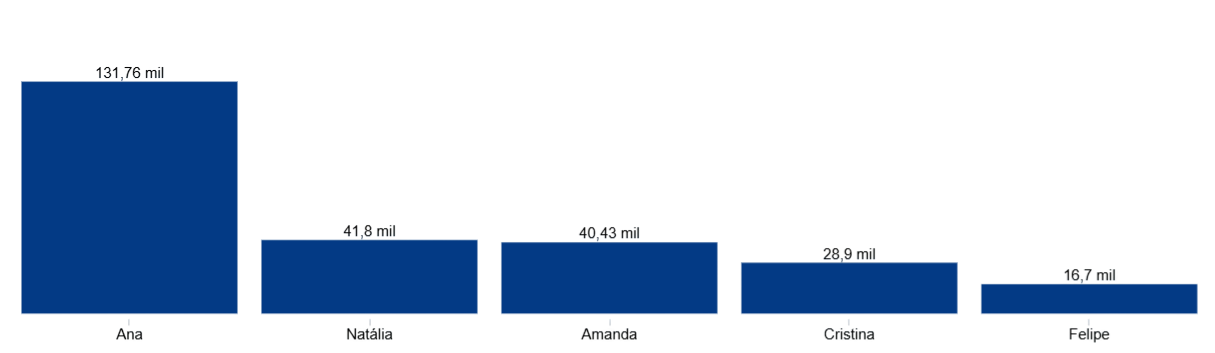 131,76 mil
41,8 mil
40,43 mil
28,9 mil
16,7 mil
Ana
Natália
Amanda
Cristina
Felipe